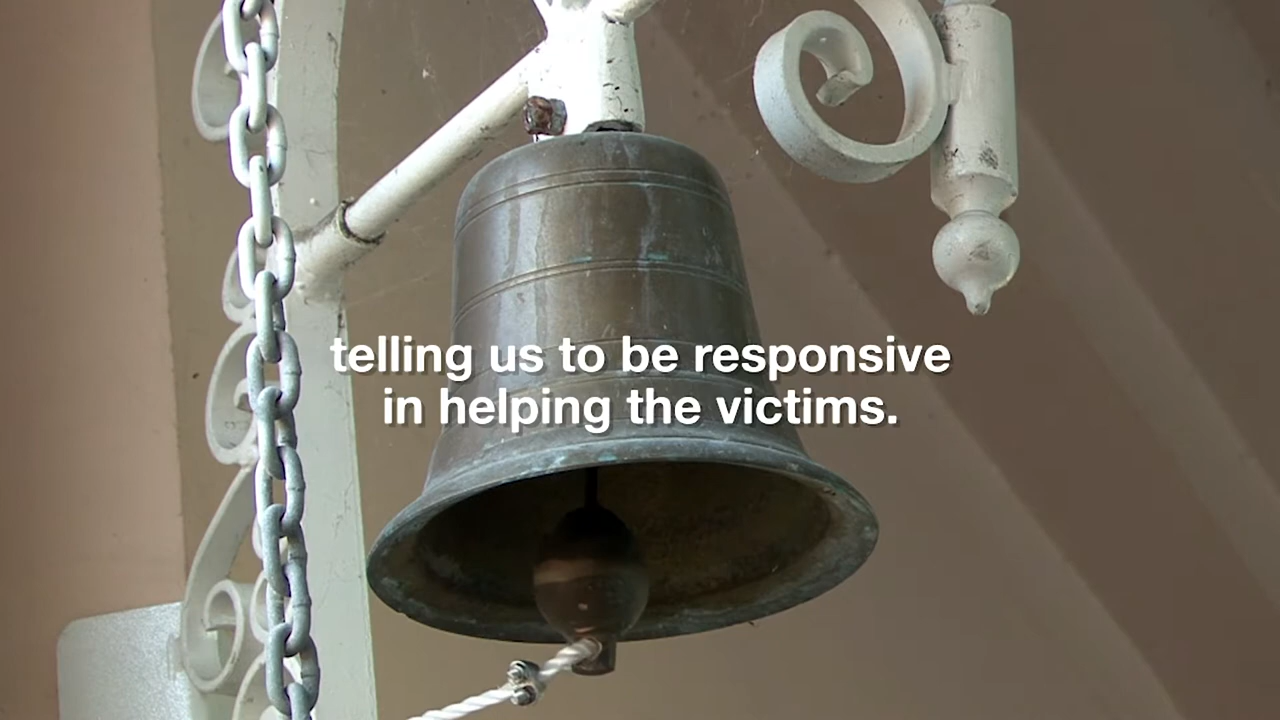 telling us to be responsive
in helping the victims.